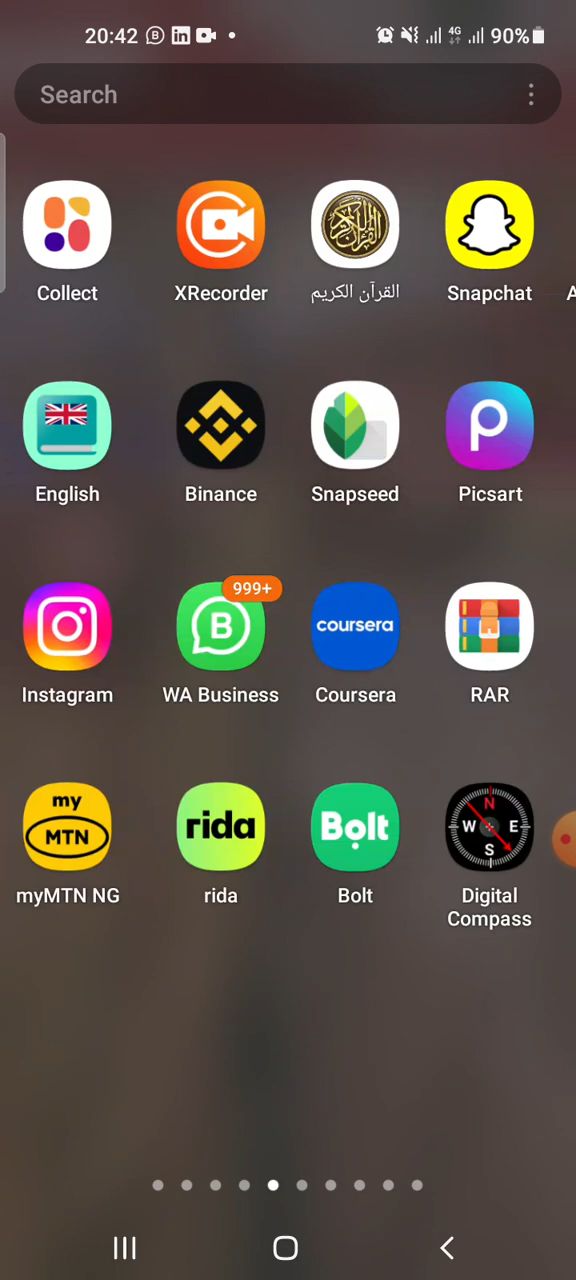 20:42
4G
90%
Search
Collect
XRecorder
القرآن الكريم
Snapchat
A
English
Binance
Snapseed
Picsart
999+
B
coursera
Instagram
WA Business
Coursera
RAR
my
MTN
rida
Bolt
N
W
E
S
myMTN NG
rida
Bolt
Digital
Compass